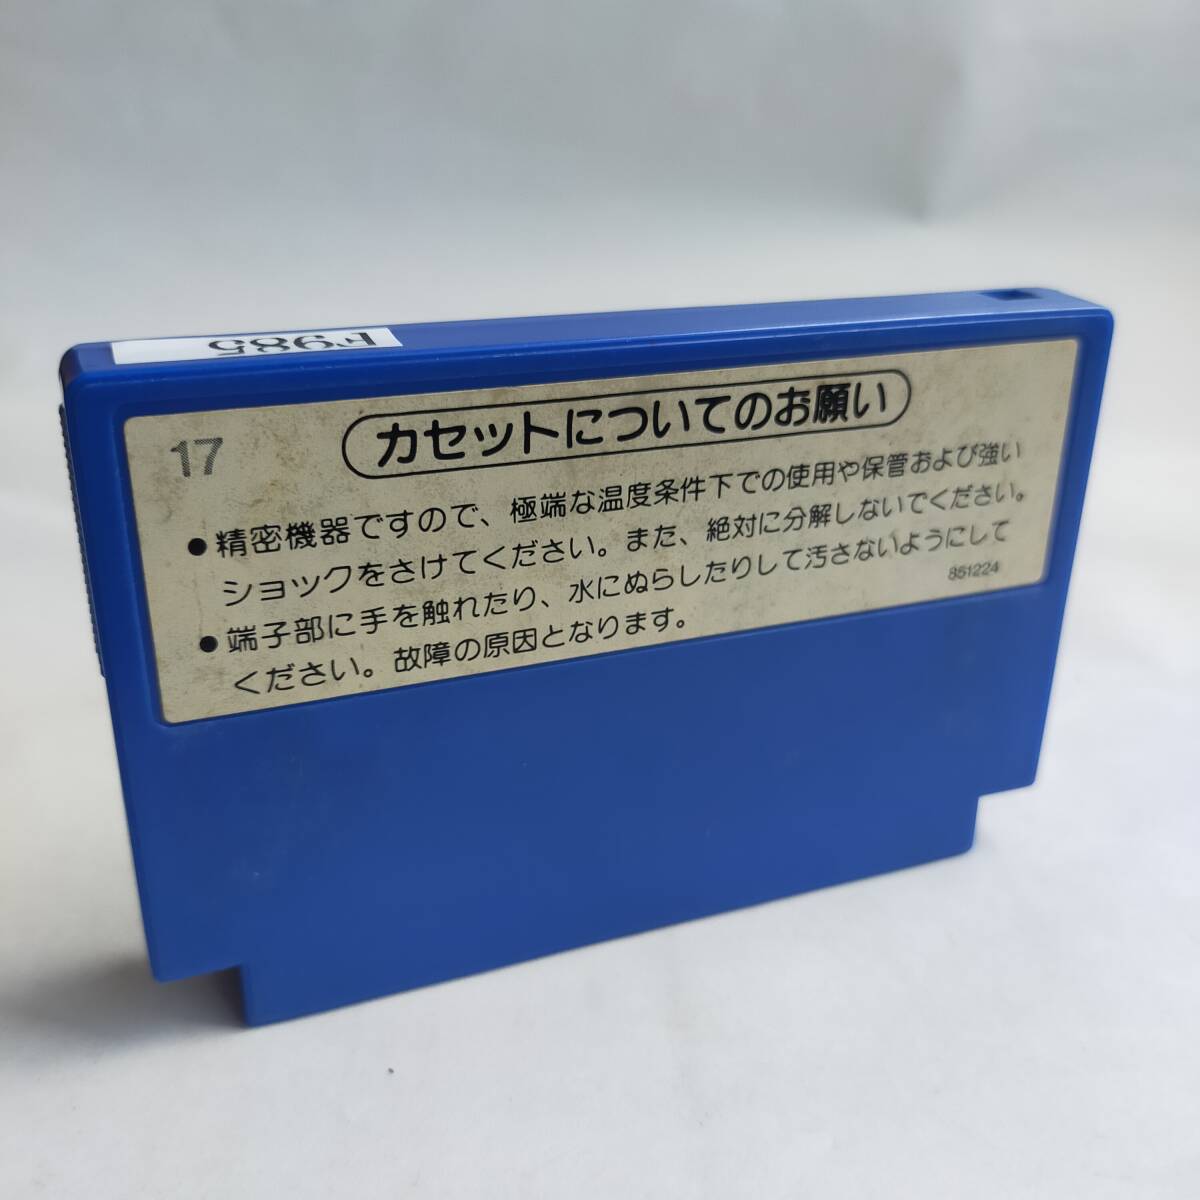 F985
17
カセットについてのお願い
●精密機器ですので、極端な温度条件下での使用や保管および強い
ショックをさけてください。また、絶対に分解しないでください。
●端子部に手を触れたり、水にぬらしたりして汚さないようにして
ください。故障の原因となります。
851224